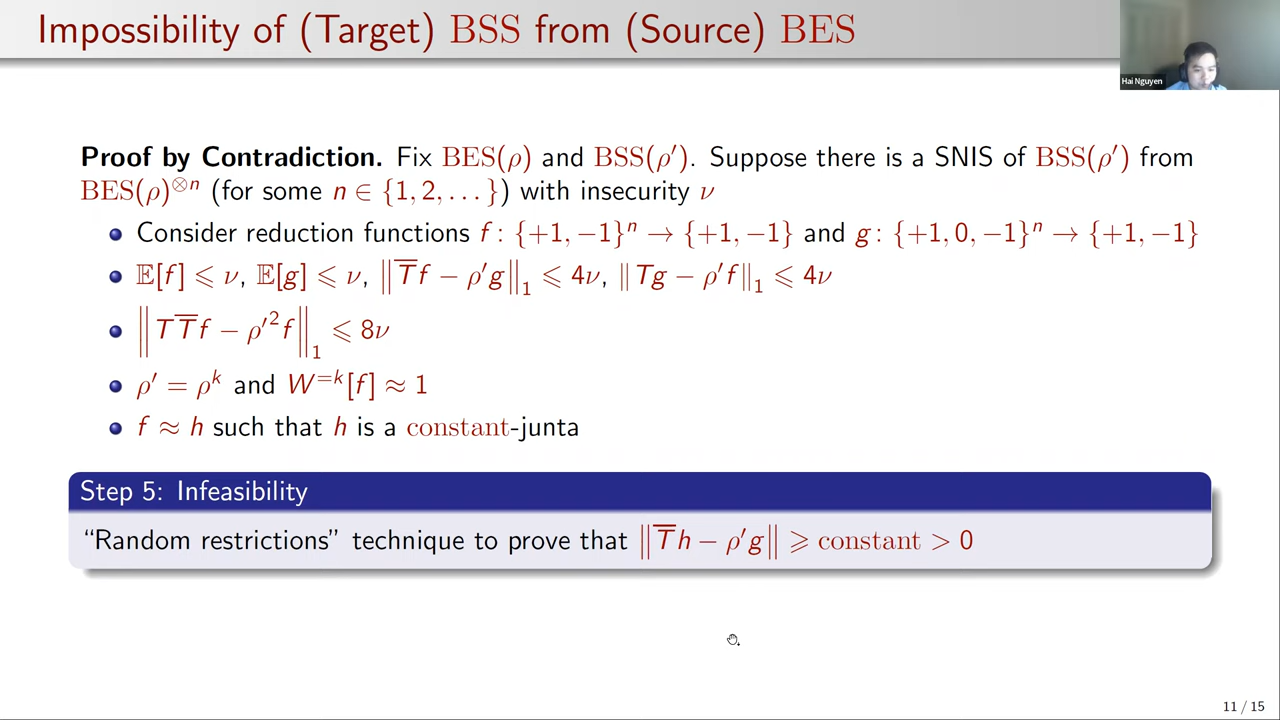 Impossibility of (Target) BSS from (Source) BES
Hai Nguyen
Proof by Contradiction. Fix BES(ρ) and BSS(ρ′). Suppose there is a SNIS of BSS(ρ′) from
BES(ρ)⊗n (for some n ∈ {1, 2, . . . }) with insecurity ν
Consider reduction functions f : {+1, −1}ⁿ → {+1, −1} and g : {+1, 0, −1}ⁿ → {+1, −1}
𝔼[f] ⩽ ν, 𝔼[g] ⩽ ν, ‖T̅f − ρ′g‖₁ ⩽ 4ν, ‖Tg − ρ′f‖₁ ⩽ 4ν
‖TT̅f − ρ′²f‖₁ ⩽ 8ν
ρ′ = ρᵏ and W⁼ᵏ[f] ≈ 1
f ≈ h such that h is a constant-junta
Step 5: Infeasibility
“Random restrictions” technique to prove that ‖T̅h − ρ′g‖ ⩾ constant > 0
11 / 15